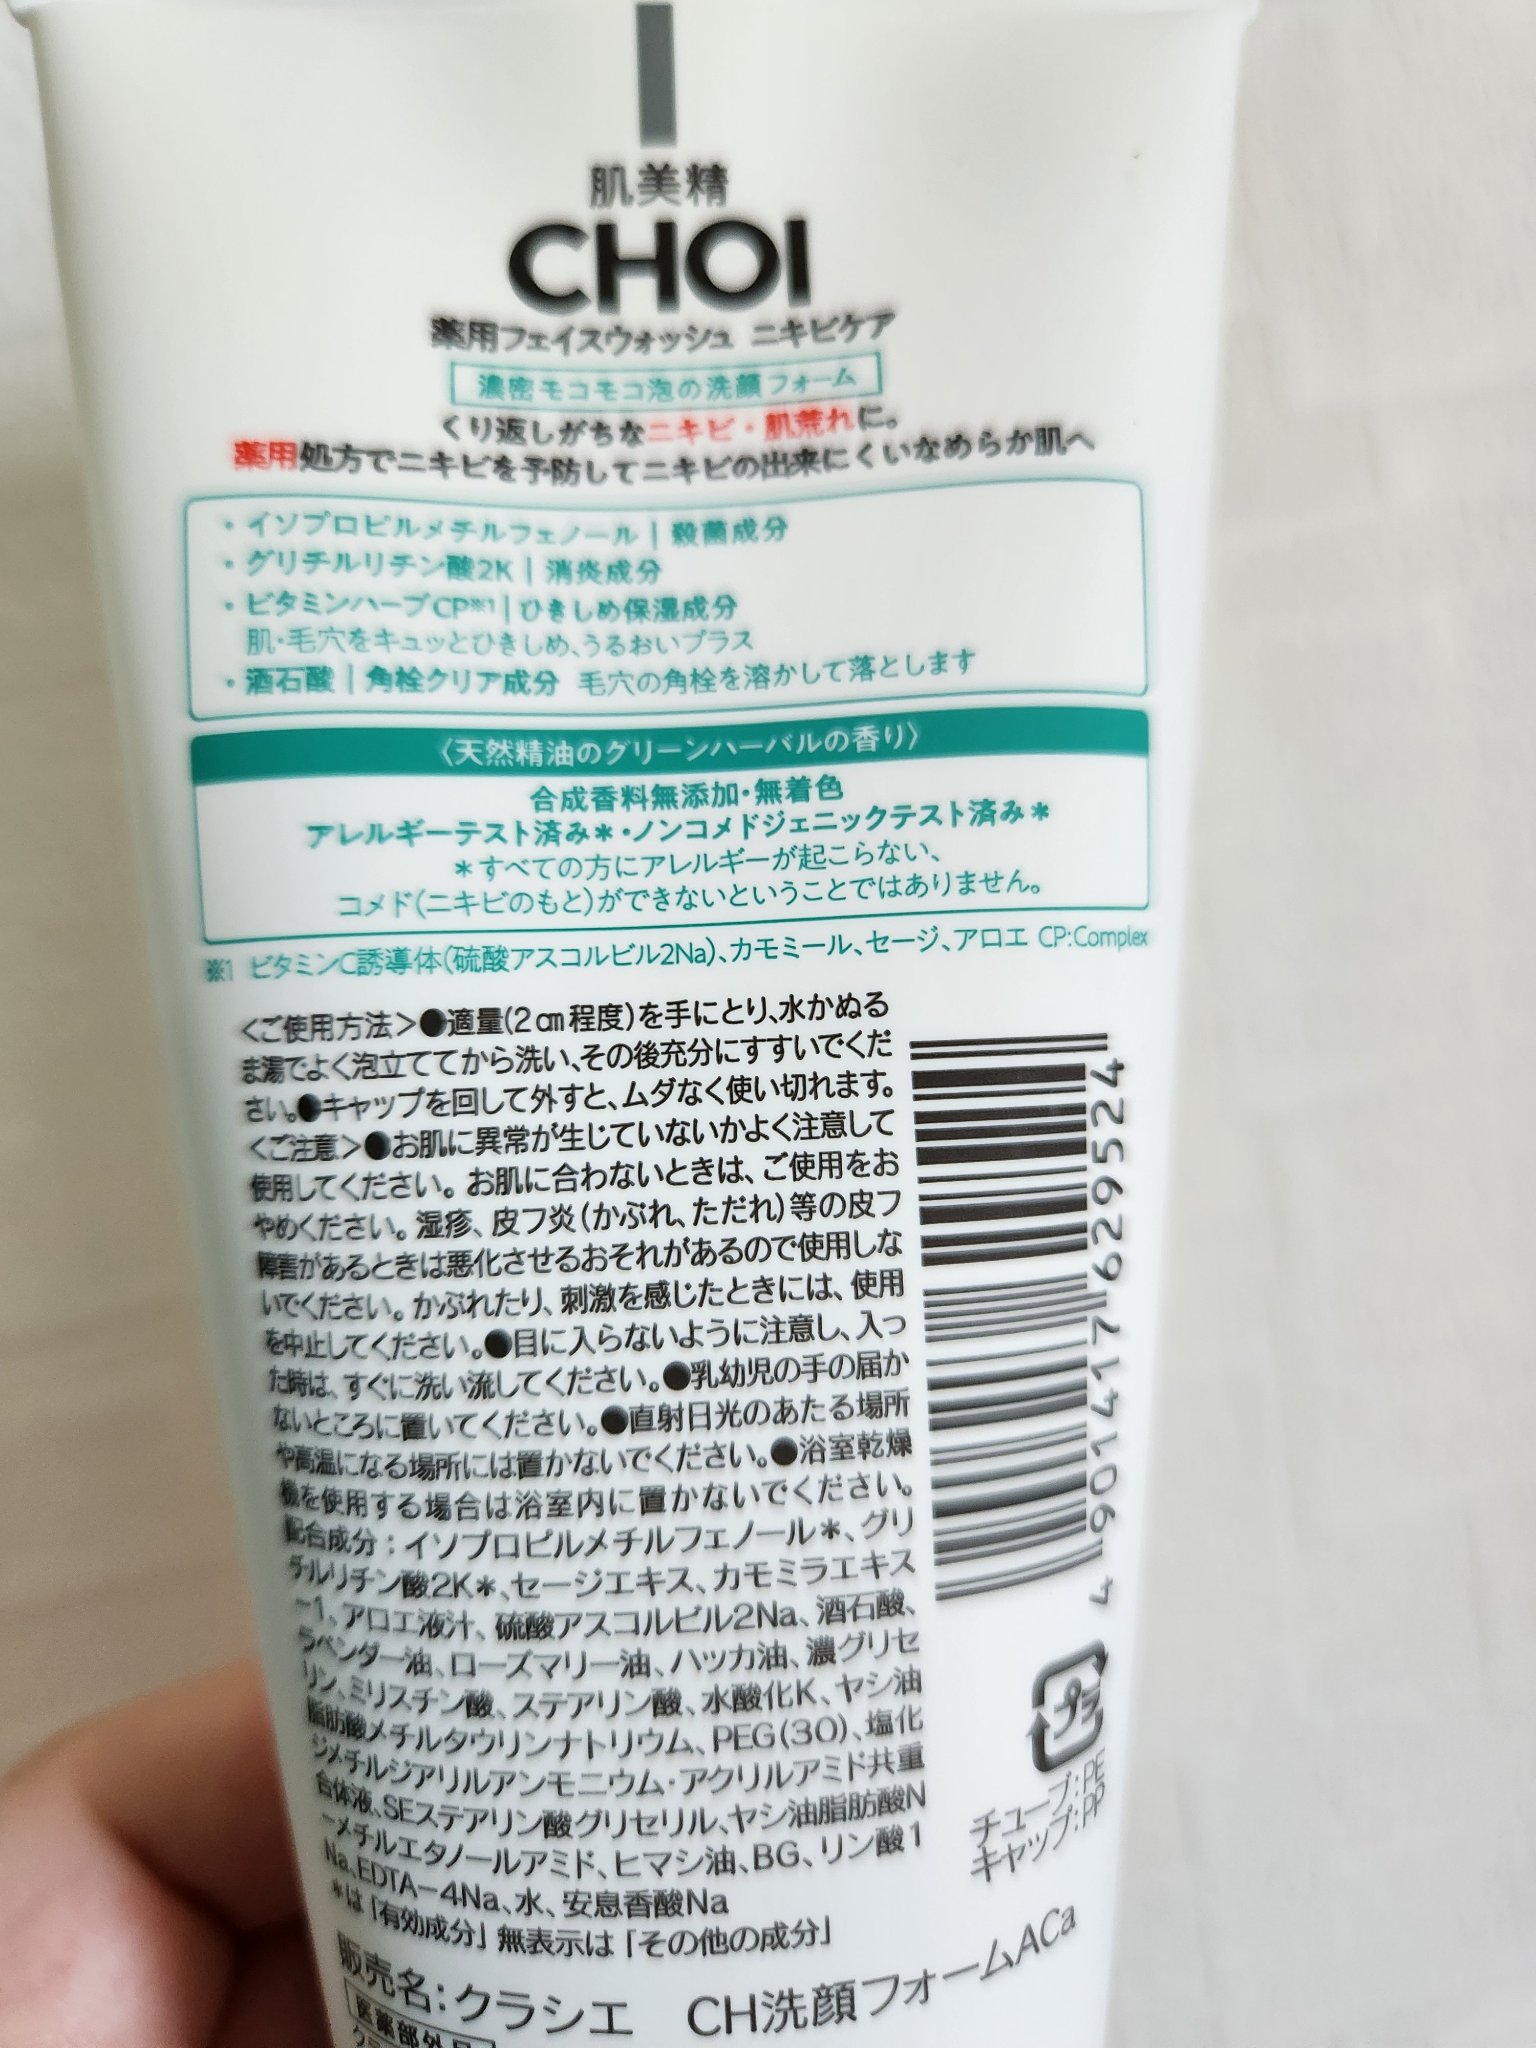 肌美精
CHOI
薬用フェイスウォッシュ ニキビケア
濃密モコモコ泡の洗顔フォーム
くり返しがちなニキビ・肌荒れに。
薬用処方でニキビを予防してニキビの出来にくいなめらか肌へ
・イソプロピルメチルフェノール | 殺菌成分
・グリチルリチン酸2K | 消炎成分
・ビタミンハーブCP※1 | ひきしめ保湿成分
肌・毛穴をキュッとひきしめ、うるおいプラス
・酒石酸 | 角栓クリア成分 毛穴の角栓を溶かして落とします
〈天然精油のグリーンハーバルの香り〉
合成香料無添加・無着色
アレルギーテスト済み＊・ノンコメドジェニックテスト済み＊
＊すべての方にアレルギーが起こらない、
コメド(ニキビのもと)ができないということではありません。
※1 ビタミンC誘導体(硫酸アスコルビル2Na)、カモミール、セージ、アロエ CP:Complex
<ご使用方法>●適量(2㎝程度)を手にとり、水かぬる
ま湯でよく泡立ててから洗い、その後充分にすすいでくだ
さい。●キャップを回して外すと、ムダなく使い切れます。
<ご注意>●お肌に異常が生じていないかよく注意して
使用してください。お肌に合わないときは、ご使用をお
やめください。湿疹、皮フ炎(かぶれ、ただれ)等の皮フ
障害があるときは悪化させるおそれがあるので使用しな
いでください。かぶれたり、刺激を感じたときには、使用
を中止してください。●目に入らないように注意し、入っ
た時は、すぐに洗い流してください。●乳幼児の手の届か
ないところに置いてください。●直射日光のあたる場所
や高温になる場所には置かないでください。●浴室乾燥
機を使用する場合は浴室内に置かないでください。
配合成分：イソプロピルメチルフェノール＊、グリ
チルリチン酸2K＊、セージエキス、カモミラエキス
-1、アロエ液汁、硫酸アスコルビル2Na、酒石酸、
ラベンダー油、ローズマリー油、ハッカ油、濃グリセ
リン、ミリスチン酸、ステアリン酸、水酸化K、ヤシ油
脂肪酸メチルタウリンナトリウム、PEG(30)、塩化
ジメチルジアリルアンモニウム・アクリルアミド共重
合体液、SEステアリン酸グリセリル、ヤシ油脂肪酸N
-メチルエタノールアミド、ヒマシ油、BG、リン酸1
Na、EDTA-4Na、水、安息香酸Na
＊は「有効成分」無表示は「その他の成分」
販売名：クラシエ CH洗顔フォームACa
医薬部外品
4 901417 629524
プラ
チューブ：PE
キャップ：PP